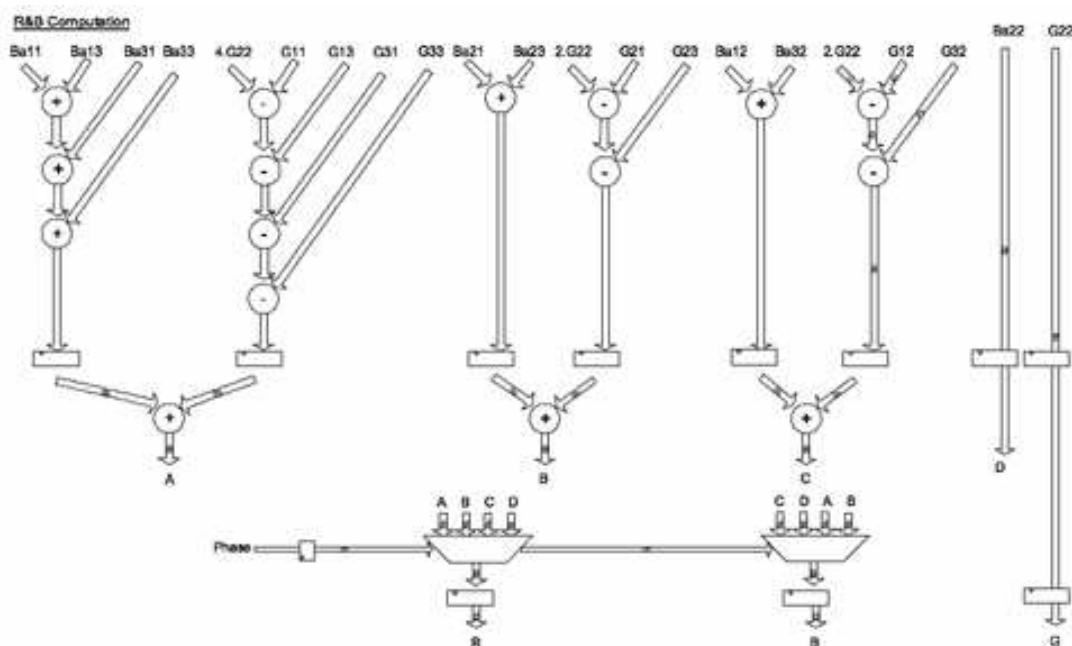 R&B Computation
Ba11 Ba13 Ba31 Ba33 4.G22 G11 G13 G31 G33 Ba21 Ba23 2.G22 G21 G23 Ba12 Ba32 2.G22 G12 G32 Ba22 G22
+ - + - + -
+ - - -
+ -
-
+ + +
A B C D
A B C D C D A B
Phase
R B G